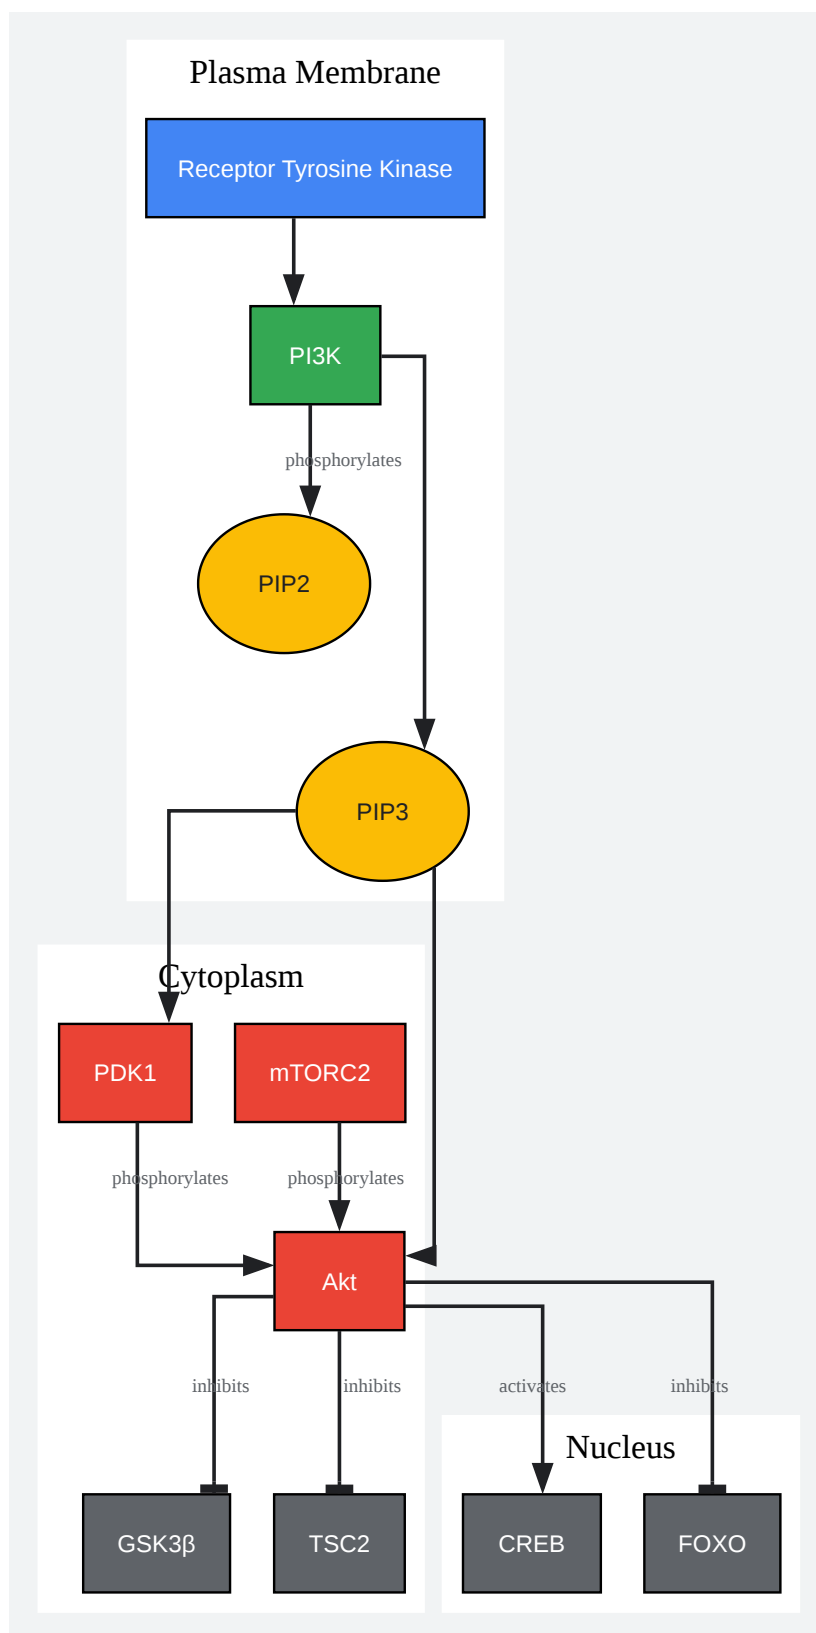 Plasma Membrane
Receptor Tyrosine Kinase
PI3K
phosphorylates
PIP2
PIP3
Cytoplasm
PDK1
mTORC2
phosphorylates
phosphorylates
Akt
inhibits
inhibits
activates
inhibits
Nucleus
GSK3β
TSC2
CREB
FOXO